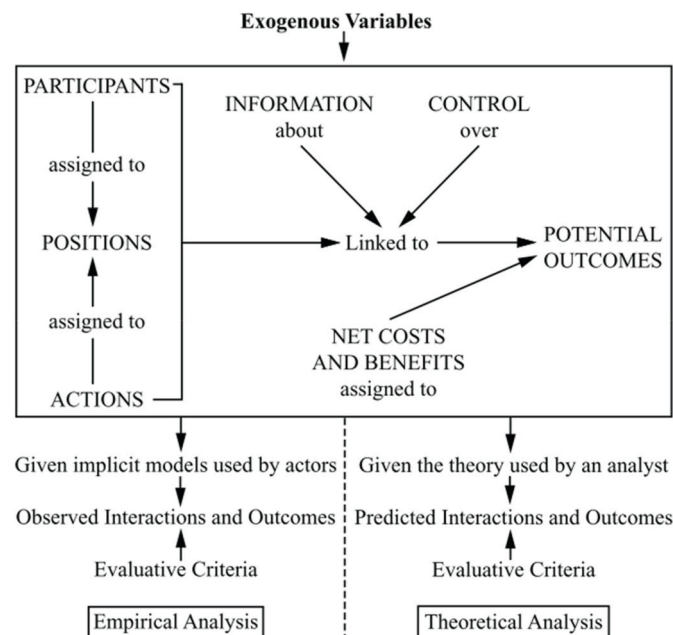 Exogenous Variables
PARTICIPANTS
assigned to
POSITIONS
assigned to
ACTIONS
INFORMATION
about
CONTROL
over
Linked to
POTENTIAL
OUTCOMES
NET COSTS
AND BENEFITS
assigned to
Given implicit models used by actors
Observed Interactions and Outcomes
Evaluative Criteria
Empirical Analysis
Given the theory used by an analyst
Predicted Interactions and Outcomes
Evaluative Criteria
Theoretical Analysis